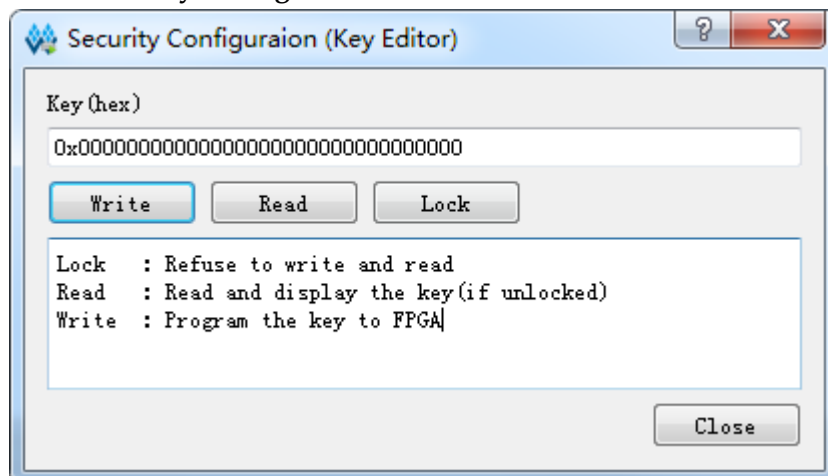 Security Configuraion (Key Editor)
Key(hex)
0x00000000000000000000000000000000
Write Read Lock
Lock   : Refuse to write and read
Read   : Read and display the key(if unlocked)
Write  : Program the key to FPGA
Close